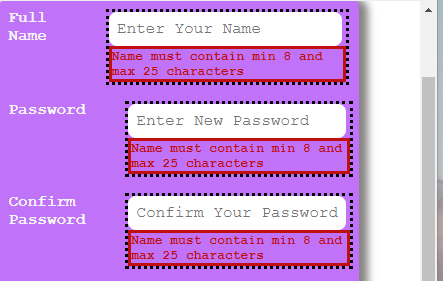 Full
Name
Enter Your Name
Name must contain min 8 and
max 25 characters
Password
Enter New Password
Name must contain min 8 and
max 25 characters
Confirm
Password
Confirm Your Password
Name must contain min 8 and
max 25 characters